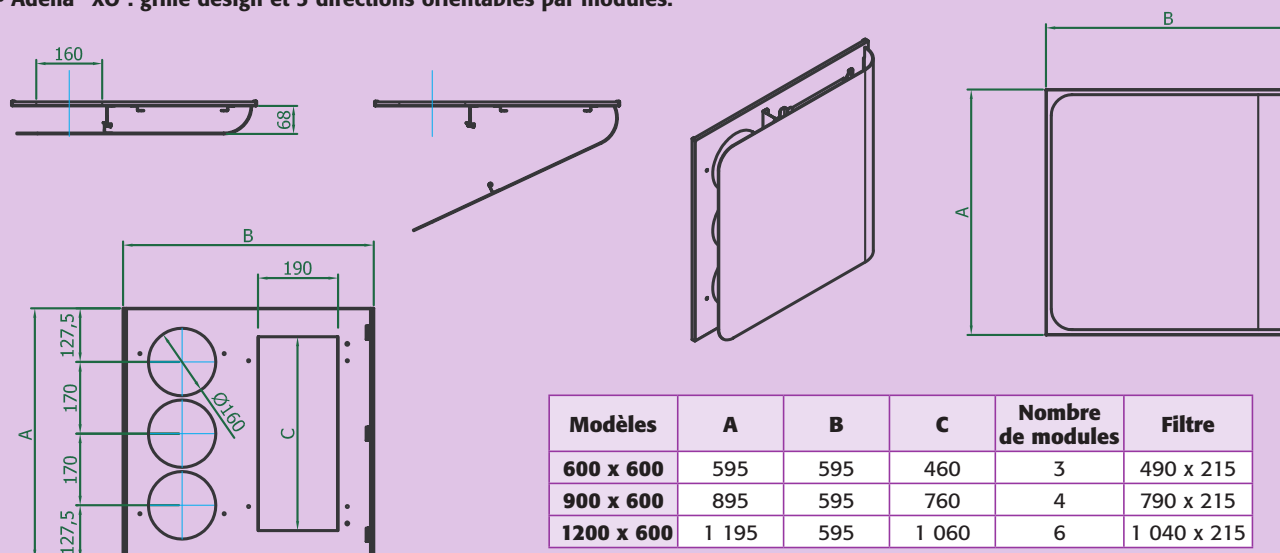 Adella XO : grille design et 5 directions orientables par modules.
160
68
B
A
B
190
127,5
170
170
127,5
A
Ø160
C
Modèles A B C Nombre de modules Filtre
600 x 600 595 595 460 3 490 x 215
900 x 600 895 595 760 4 790 x 215
1200 x 600 1 195 595 1 060 6 1 040 x 215